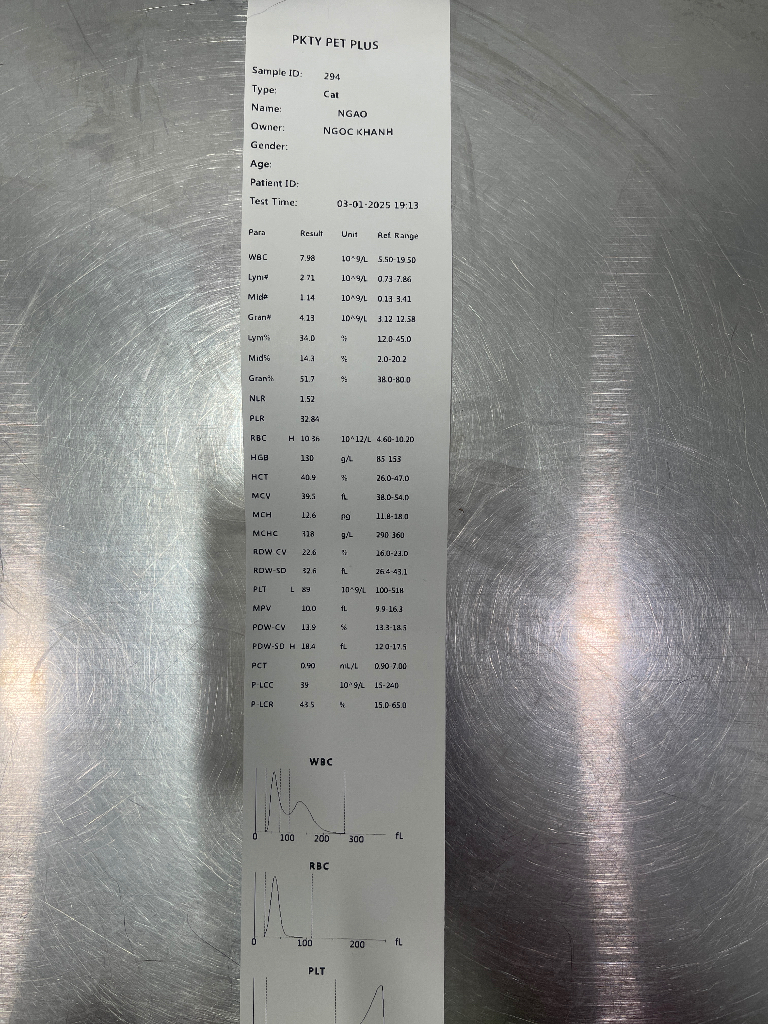 PKTY PET PLUS
Sample ID: 294
Type: Cat
Name: NGAO
Owner: NGOC KHANH
Gender:
Age:
Patient ID:
Test Time: 03-01-2025 19:13
Para Result Unit Ref. Range
WBC 7.98 10^9/L 5.50-19.50
Lym# 2.71 10^9/L 0.73-7.86
Mid# 1.14 10^9/L 0.13-3.41
Gran# 4.13 10^9/L 3.12-12.58
Lym% 34.0 % 12.0-45.0
Mid% 14.3 % 2.0-20.2
Gran% 51.7 % 38.0-80.0
NLR 1.52
PLR 32.84
RBC H 10.36 10^12/L 4.60-10.20
HGB 130 g/L 85-153
HCT 40.9 % 26.0-47.0
MCV 39.5 fL 38.0-54.0
MCH 12.6 pg 11.8-18.0
MCHC 318 g/L 290-360
RDW-CV 22.6 % 16.0-23.0
RDW-SD 32.6 fL 26.4-43.1
PLT L 89 10^9/L 100-518
MPV 10.0 fL 9.9-16.3
PDW-CV 13.9 % 13.3-18.5
PDW-SD H 18.4 fL 12.0-17.5
PCT 0.90 mL/L 0.90-7.00
P-LCC 39 10^9/L 15-240
P-LCR 43.5 % 15.0-65.0
WBC
0 100 200 300 fL
RBC
0 100 200 fL
PLT